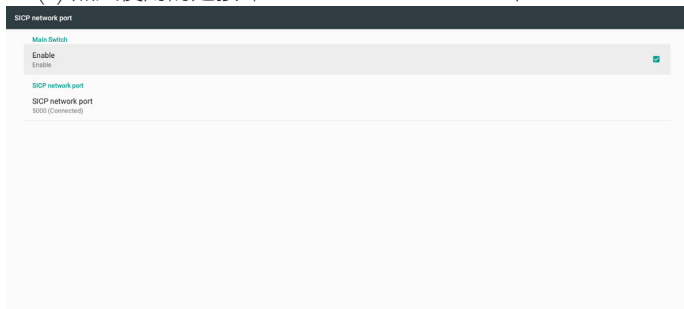 SICP network port
Main Switch
Enable
Enable
SICP network port
SICP network port
5000 (Connected)